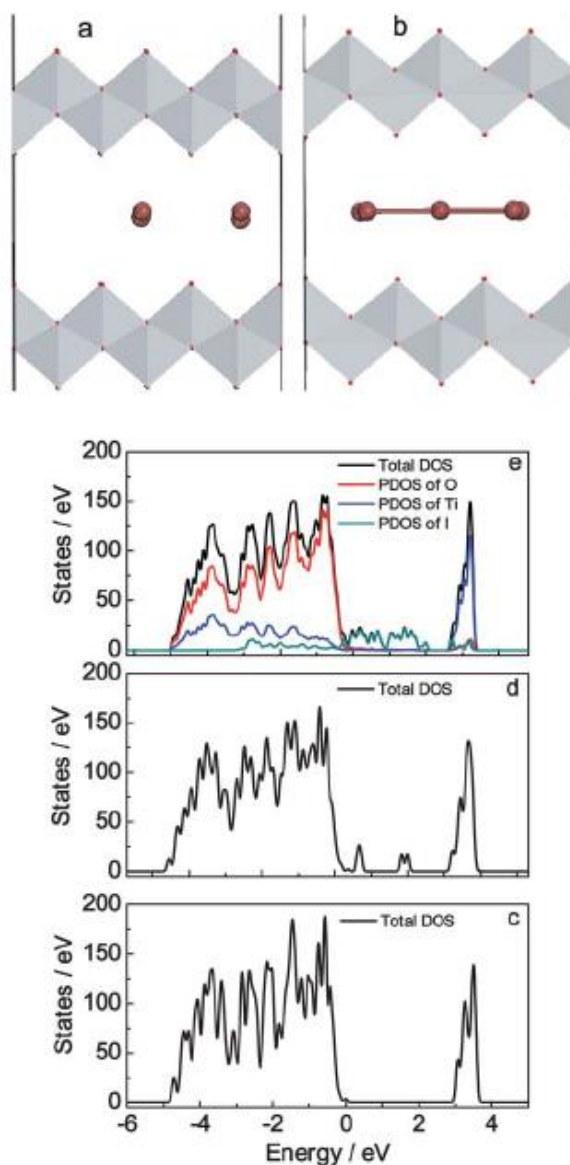 a
b
e
200
150
100
50
0
States / eV
Total DOS
PDOS of O
PDOS of Ti
PDOS of I
d
200
150
100
50
0
States / eV
Total DOS
c
200
150
100
50
0
States / eV
Total DOS
-6 -4 -2 0 2 4
Energy / eV